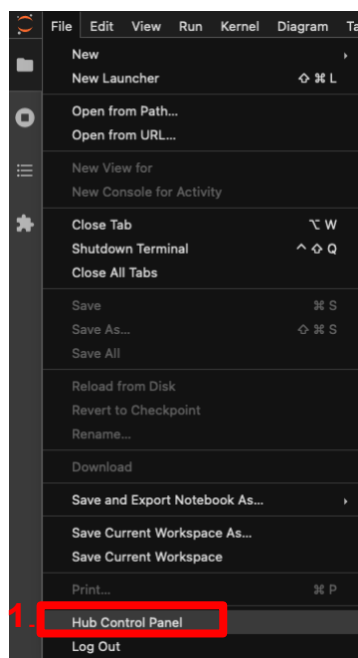 File Edit View Run Kernel Diagram Ta
New
New Launcher ⇧ ⌘ L
Open from Path...
Open from URL...
New View for
New Console for Activity
Close Tab ⌥ W
Shutdown Terminal ^ ⇧ Q
Close All Tabs
Save ⌘ S
Save As... ⇧ ⌘ S
Save All
Reload from Disk
Revert to Checkpoint
Rename...
Download
Save and Export Notebook As...
Save Current Workspace As...
Save Current Workspace
Print... ⌘ P
1. Hub Control Panel
Log Out